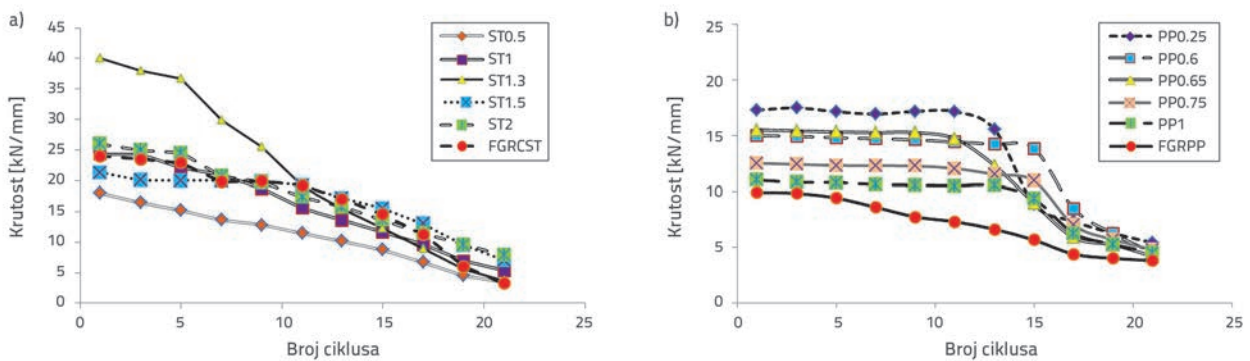 a)
45
40
35
30
25
20
15
10
5
0
Krutost [kN/mm]
0 5 10 15 20 25
Broj ciklusa
ST0.5
ST1
ST1.3
ST1.5
ST2
FGRCST
b)
25
20
15
10
5
0
Krutost [kN/mm]
0 5 10 15 20 25
Broj ciklusa
PP0.25
PP0.6
PP0.65
PP0.75
PP1
FGRPP